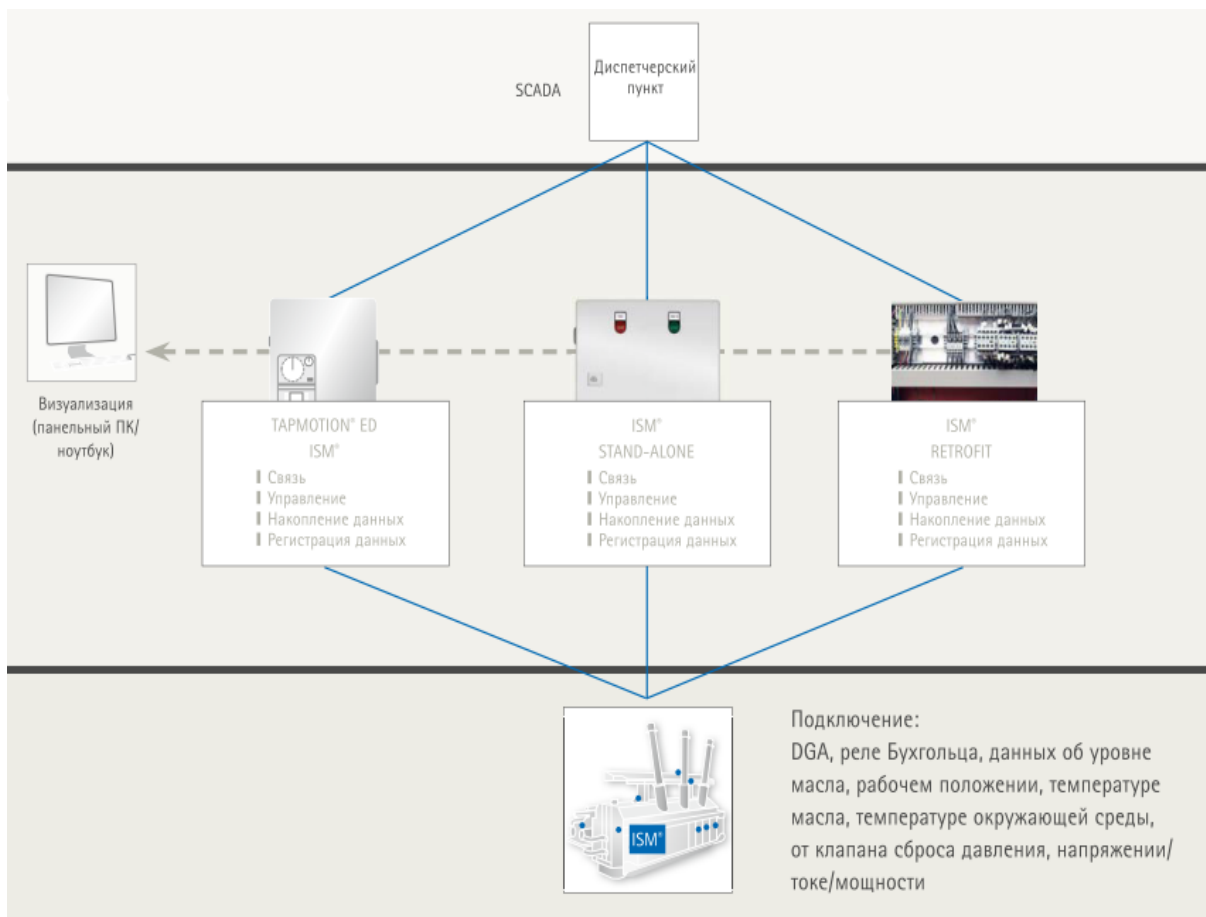 SCADA
Диспетчерский
пункт
Визуализация
(панельный ПК/
ноутбук)
TAPMOTION® ED
ISM®
Связь
Управление
Накопление данных
Регистрация данных
ISM®
STAND-ALONE
Связь
Управление
Накопление данных
Регистрация данных
ISM®
RETROFIT
Связь
Управление
Накопление данных
Регистрация данных
ISM®
Подключение:
DGA, реле Бухгольца, данных об уровне
масла, рабочем положении, температуре
масла, температуре окружающей среды,
от клапана сброса давления, напряжении/
токе/мощности